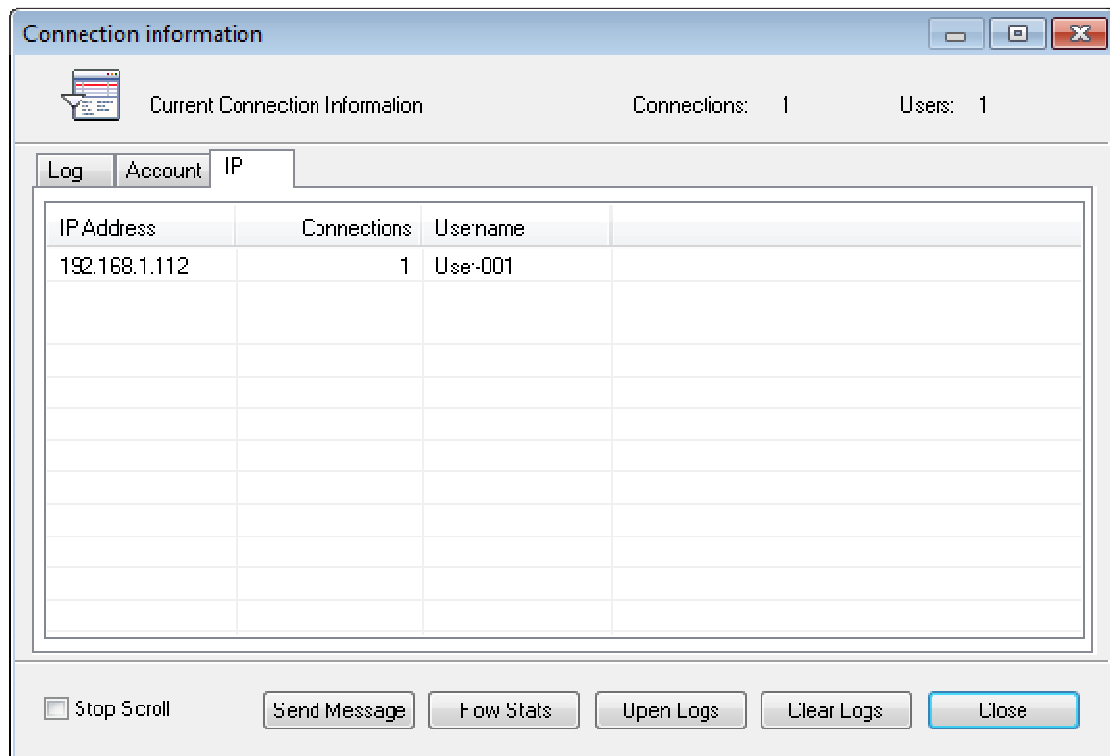 Connection information
Current Connection Information Connections: 1 Users: 1
Log Account IP
IP Address Connections Username
192.168.1.112 1 User-001
Stop Scroll Send Message Flow Stats Open Logs Clear Logs Close